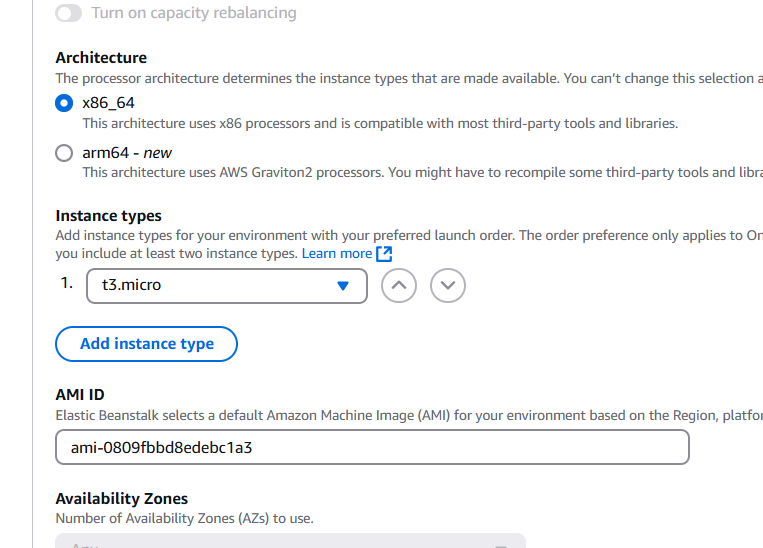 Turn on capacity rebalancing
Architecture
The processor architecture determines the instance types that are made available. You can't change this selection a
x86_64
This architecture uses x86 processors and is compatible with most third-party tools and libraries.
arm64 - new
This architecture uses AWS Graviton2 processors. You might have to recompile some third-party tools and libra
Instance types
Add instance types for your environment with your preferred launch order. The order preference only applies to On
you include at least two instance types. Learn more
1. t3.micro
Add instance type
AMI ID
Elastic Beanstalk selects a default Amazon Machine Image (AMI) for your environment based on the Region, platfo
ami-0809fbbd8edebc1a3
Availability Zones
Number of Availability Zones (AZs) to use.